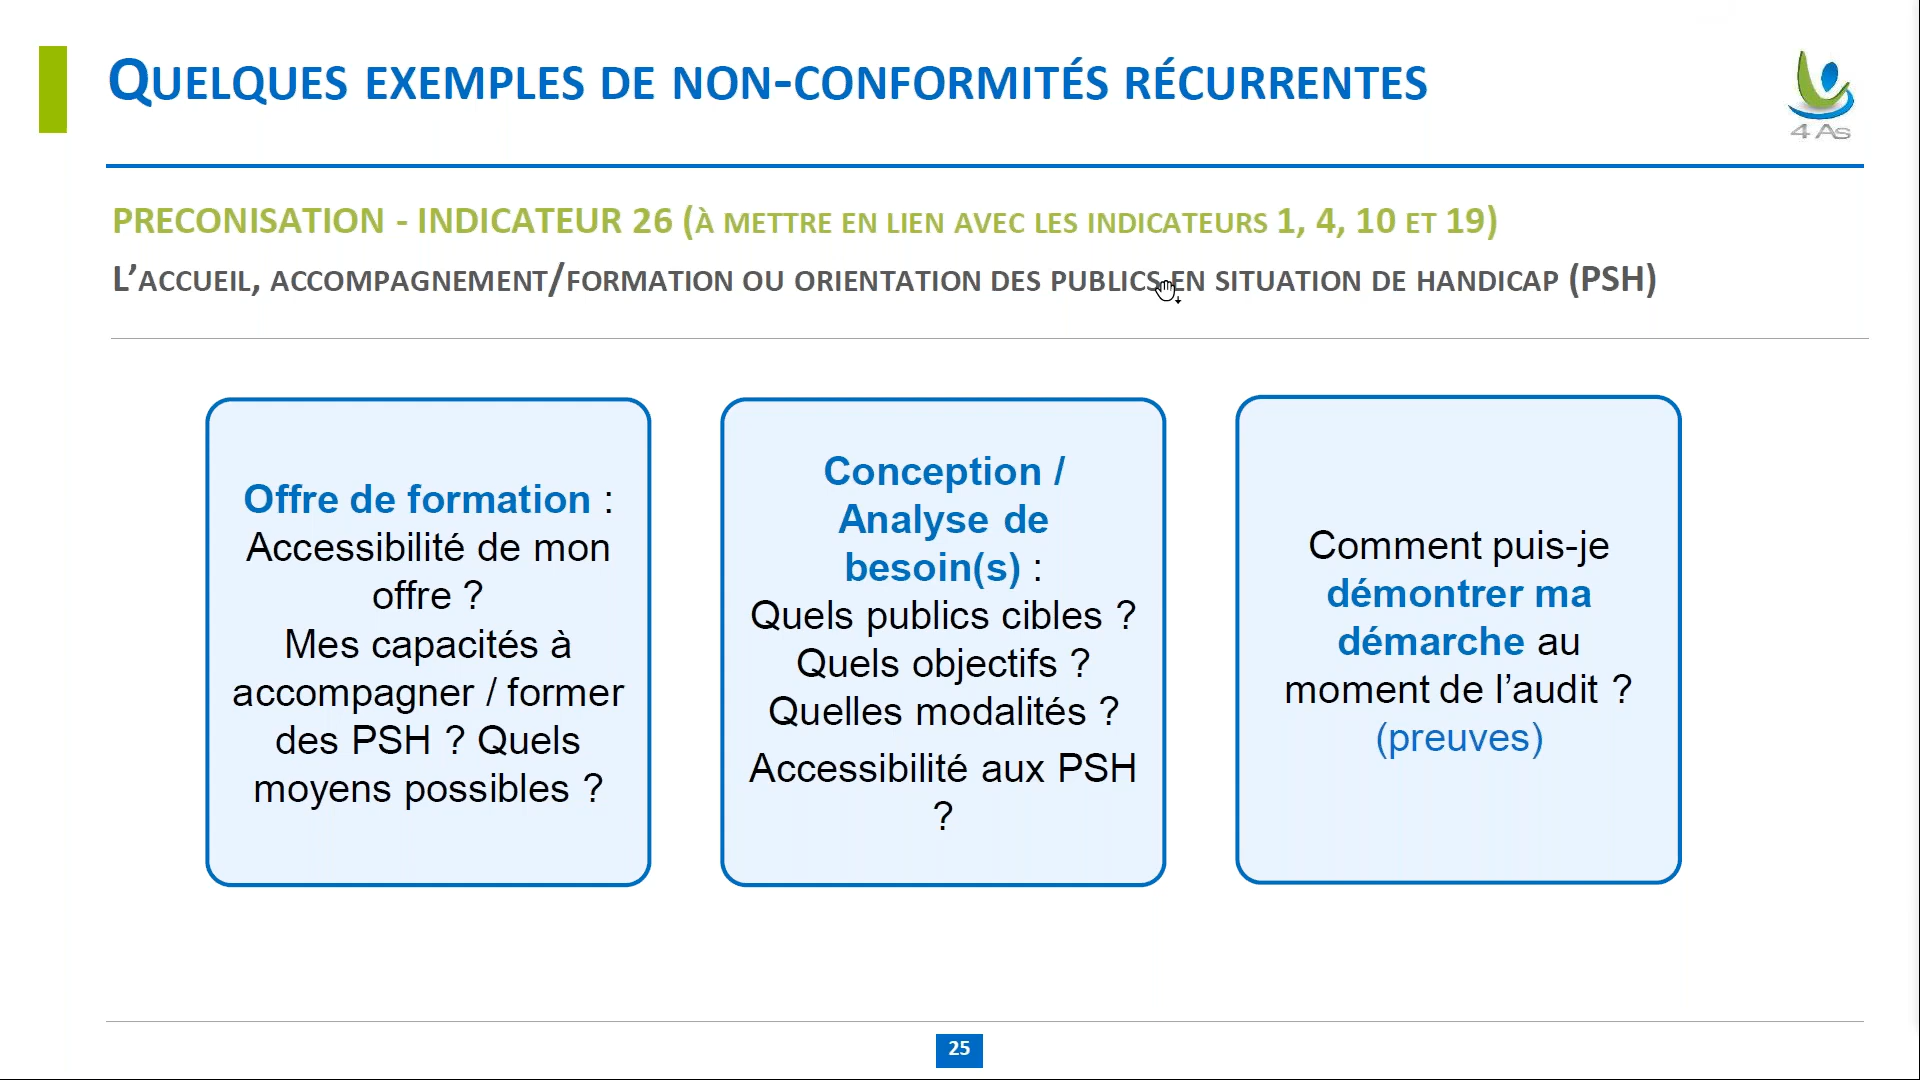 QUELQUES EXEMPLES DE NON-CONFORMITÉS RÉCURRENTES
4 As
PRECONISATION - INDICATEUR 26 (À METTRE EN LIEN AVEC LES INDICATEURS 1, 4, 10 ET 19)
L’ACCUEIL, ACCOMPAGNEMENT/FORMATION OU ORIENTATION DES PUBLICS EN SITUATION DE HANDICAP (PSH)
Offre de formation :
Accessibilité de mon
offre ?
Mes capacités à
accompagner / former
des PSH ? Quels
moyens possibles ?
Conception /
Analyse de
besoin(s) :
Quels publics cibles ?
Quels objectifs ?
Quelles modalités ?
Accessibilité aux PSH
?
Comment puis-je
démontrer ma
démarche au
moment de l’audit ?
(preuves)
25